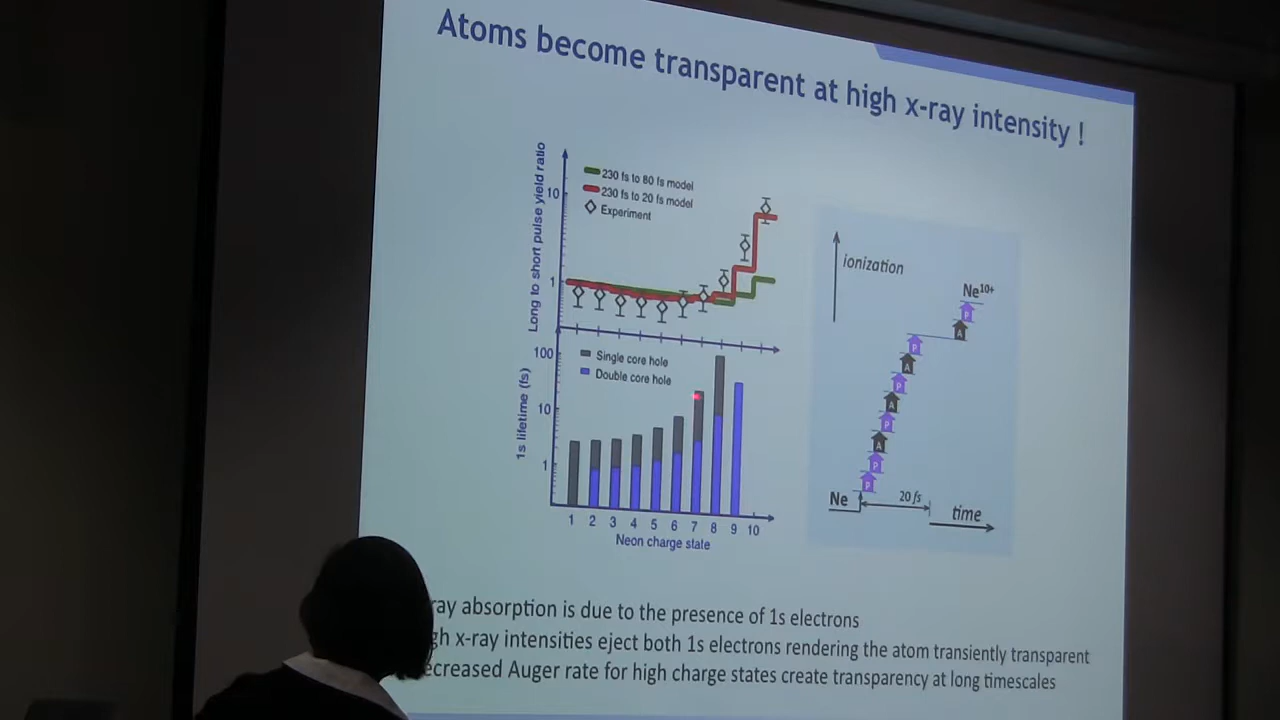 Atoms become transparent at high x-ray intensity !
Long to short pulse yield ratio
10
1
230 fs to 80 fs model
230 fs to 20 fs model
Experiment
1s lifetime (fs)
100
10
1
Single core hole
Double core hole
1 2 3 4 5 6 7 8 9 10
Neon charge state
ionization
Ne10+
P
A
P
A
P
A
P
A
P
P
Ne
20 fs
time
ray absorption is due to the presence of 1s electrons
gh x-ray intensities eject both 1s electrons rendering the atom transiently transparent
ecreased Auger rate for high charge states create transparency at long timescales